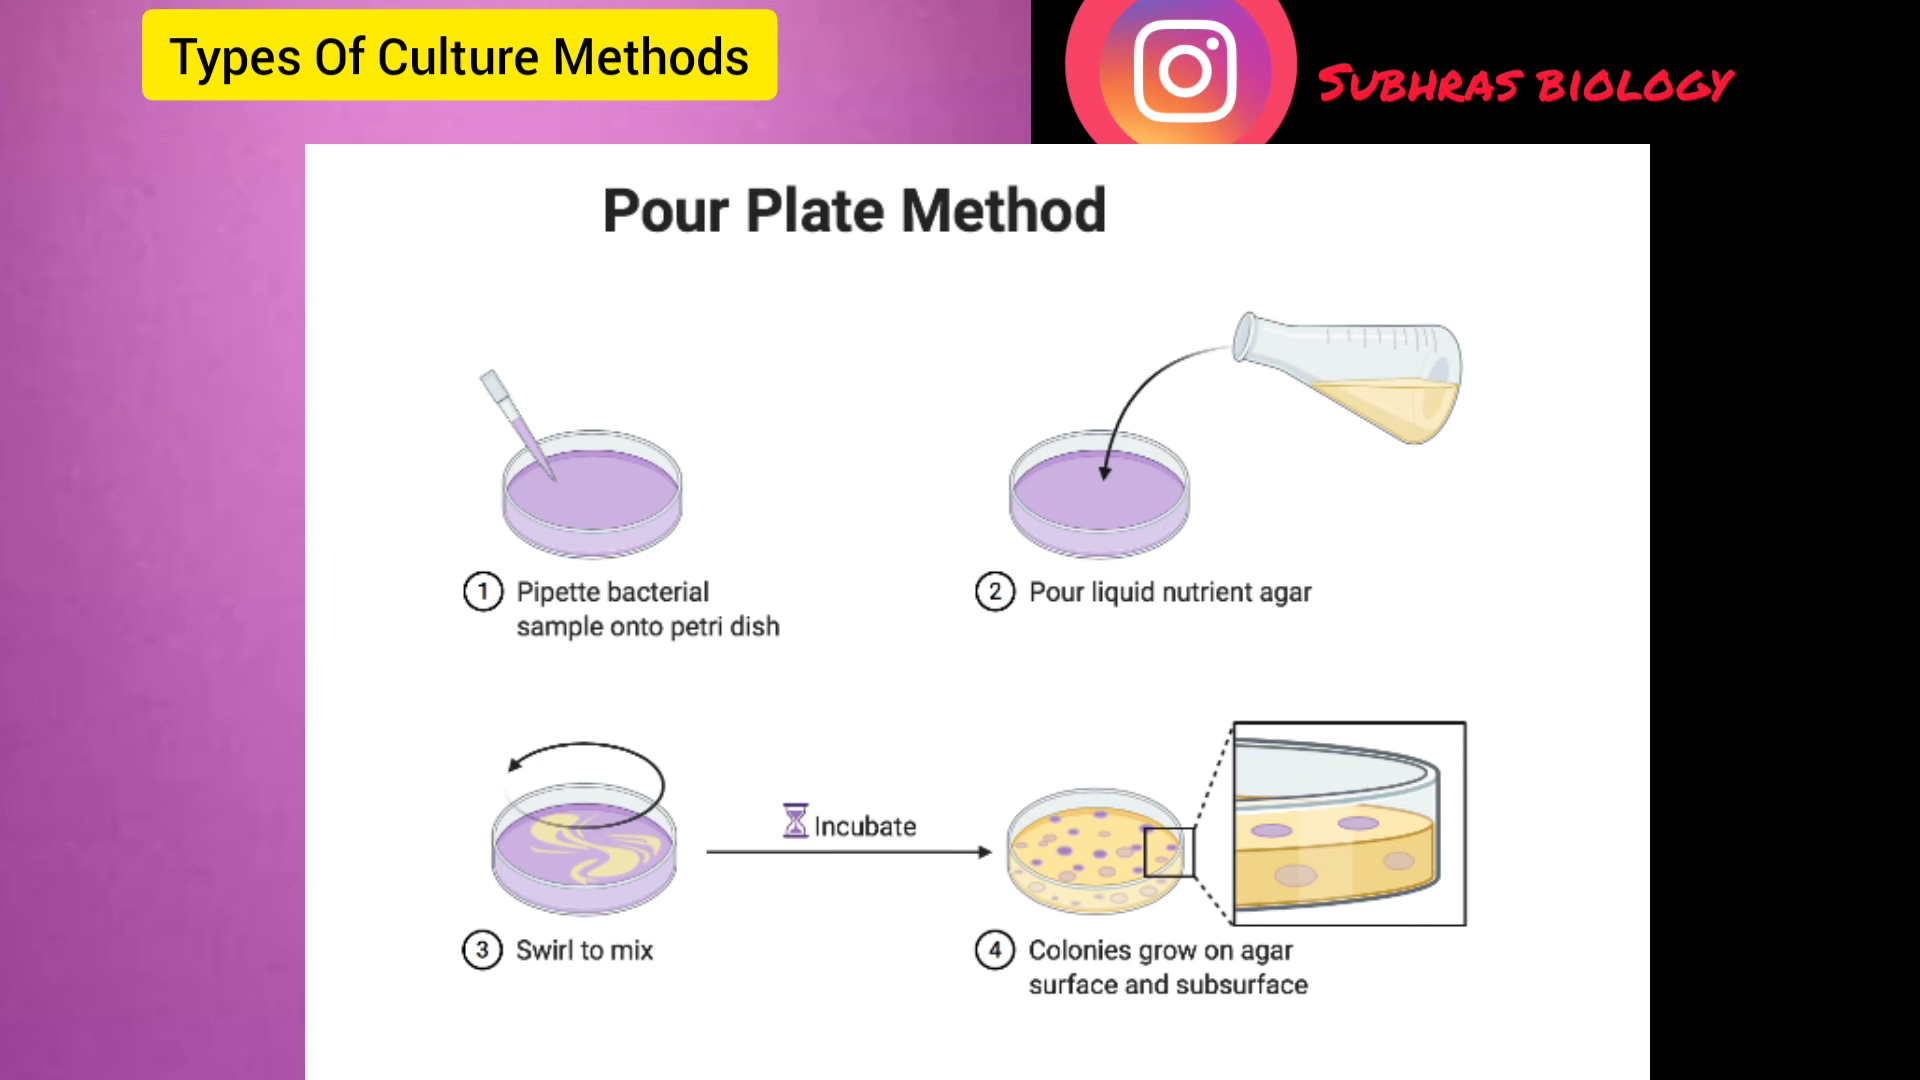 Types Of Culture Methods
SUBHRAS BIOLOGY
Pour Plate Method
1 Pipette bacterial
sample onto petri dish
2 Pour liquid nutrient agar
Incubate
3 Swirl to mix
4 Colonies grow on agar
surface and subsurface